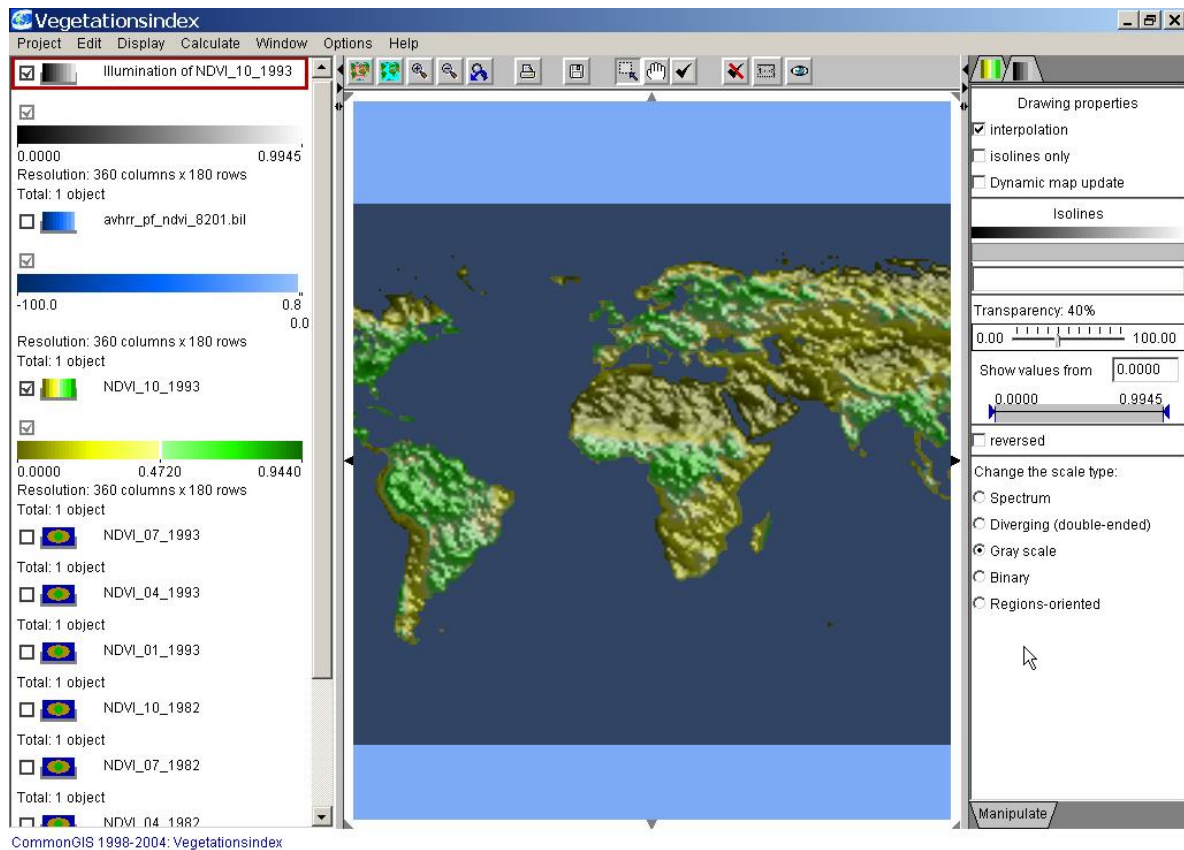 Vegetationsindex
Project Edit Display Calculate Window Options Help
Illumination of NDVI_10_1993
0.0000 0.9945
Resolution: 360 columns x 180 rows
Total: 1 object
avhrr_pf_ndvi_8201.bil
-100.0 0.8
0.0
Resolution: 360 columns x 180 rows
Total: 1 object
NDVI_10_1993
0.0000 0.4720 0.9440
Resolution: 360 columns x 180 rows
Total: 1 object
NDVI_07_1993
Total: 1 object
NDVI_04_1993
Total: 1 object
NDVI_01_1993
Total: 1 object
NDVI_10_1982
Total: 1 object
NDVI_07_1982
Total: 1 object
NDVI_04_1982
Drawing properties
interpolation
isolines only
Dynamic map update
Isolines
Transparency: 40%
0.00 100.00
Show values from 0.0000
0.0000 0.9945
reversed
Change the scale type:
Spectrum
Diverging (double-ended)
Gray scale
Binary
Regions-oriented
Manipulate
CommonGIS 1998-2004: Vegetationsindex